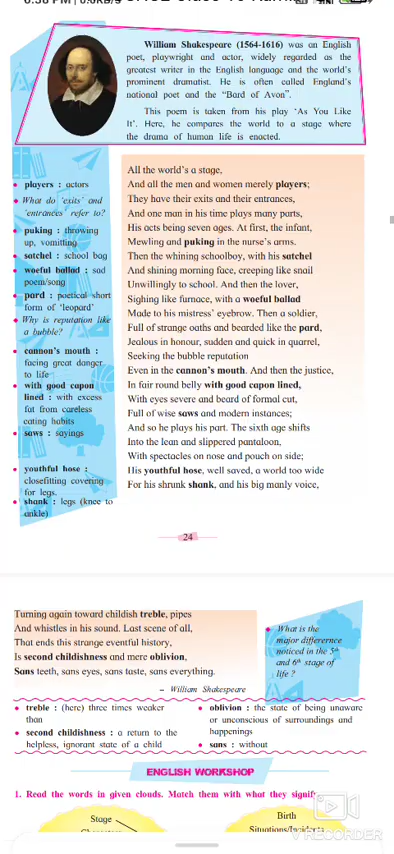 6:38 PM | 0.0KB/s
William Shakespeare (1564-1616) was an English
poet, playwright and actor, widely regarded as the
greatest writer in the English language and the world's
prominent dramatist. He is often called England's
national poet and the "Bard of Avon".
This poem is taken from his play 'As You Like
It'. Here, he compares the world to a stage where
the drama of human life is enacted.
• players : actors
• What do 'exits' and
'entrances' refer to?
• puking : throwing
up, vomitting
• satchel : school bag
• woeful ballad : sad
poem/song
• pard : poetical short
form of 'leopard'
• Why is reputation like
a bubble?
• cannon's mouth :
facing great danger
to life
• with good capon
lined : with excess
fat from careless
eating habits
• saws : sayings
• youthful hose :
closefitting covering
for legs.
• shank : legs (knee to
ankle)
All the world's a stage,
And all the men and women merely players;
They have their exits and their entrances,
And one man in his time plays many parts,
His acts being seven ages. At first, the infant,
Mewling and puking in the nurse's arms.
Then the whining schoolboy, with his satchel
And shining morning face, creeping like snail
Unwillingly to school. And then the lover,
Sighing like furnace, with a woeful ballad
Made to his mistress' eyebrow. Then a soldier,
Full of strange oaths and bearded like the pard,
Jealous in honour, sudden and quick in quarrel,
Seeking the bubble reputation
Even in the cannon's mouth. And then the justice,
In fair round belly with good capon lined,
With eyes severe and beard of formal cut,
Full of wise saws and modern instances;
And so he plays his part. The sixth age shifts
Into the lean and slippered pantaloon,
With spectacles on nose and pouch on side;
His youthful hose, well saved, a world too wide
For his shrunk shank, and his big manly voice,
24
Turning again toward childish treble, pipes
And whistles in his sound. Last scene of all,
That ends this strange eventful history,
Is second childishness and mere oblivion,
Sans teeth, sans eyes, sans taste, sans everything.
– William Shakespeare
• What is the
major differernce
noticed in the 5th
and 6th stage of
life ?
• treble : (here) three times weaker
than
• second childishness : a return to the
helpless, ignorant state of a child
• oblivion : the state of being unaware
or unconscious of surroundings and
happenings
• sans : without
ENGLISH WORKSHOP
1. Read the words in given clouds. Match them with what they signify.
Stage
Characters
Birth
Situations/Incidents
RECORDER